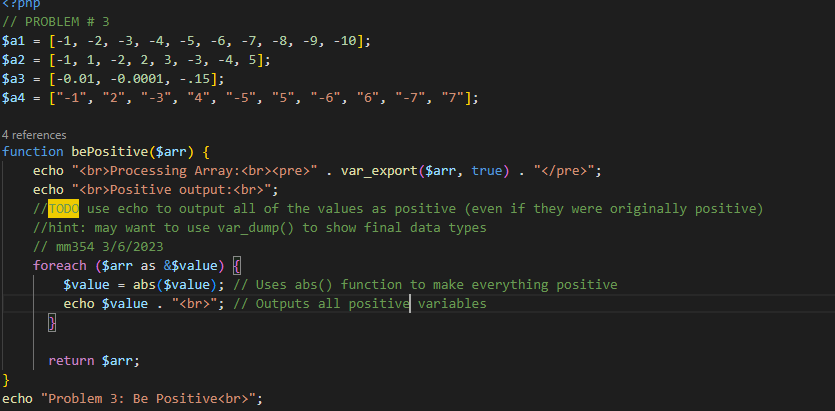 <?php
// PROBLEM # 3
$a1 = [-1, -2, -3, -4, -5, -6, -7, -8, -9, -10];
$a2 = [-1, 1, -2, 2, 3, -3, -4, 5];
$a3 = [-0.01, -0.0001, -.15];
$a4 = ["-1", "2", "-3", "4", "-5", "5", "-6", "6", "-7", "7"];
4 references
function bePositive($arr) {
echo "<br>Processing Array:<br><pre>" . var_export($arr, true) . "</pre>";
echo "<br>Positive output:<br>";
//TODO use echo to output all of the values as positive (even if they were originally positive)
//hint: may want to use var_dump() to show final data types
// mm354 3/6/2023
foreach ($arr as &$value) {
$value = abs($value); // Uses abs() function to make everything positive
echo $value . "<br>"; // Outputs all positive variables
}
return $arr;
}
echo "Problem 3: Be Positive<br>";